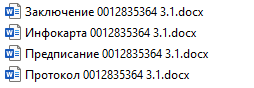 Заключение 0012835364 3.1.docx
Инфокарта 0012835364 3.1.docx
Предписание 0012835364 3.1.docx
Протокол 0012835364 3.1.docx